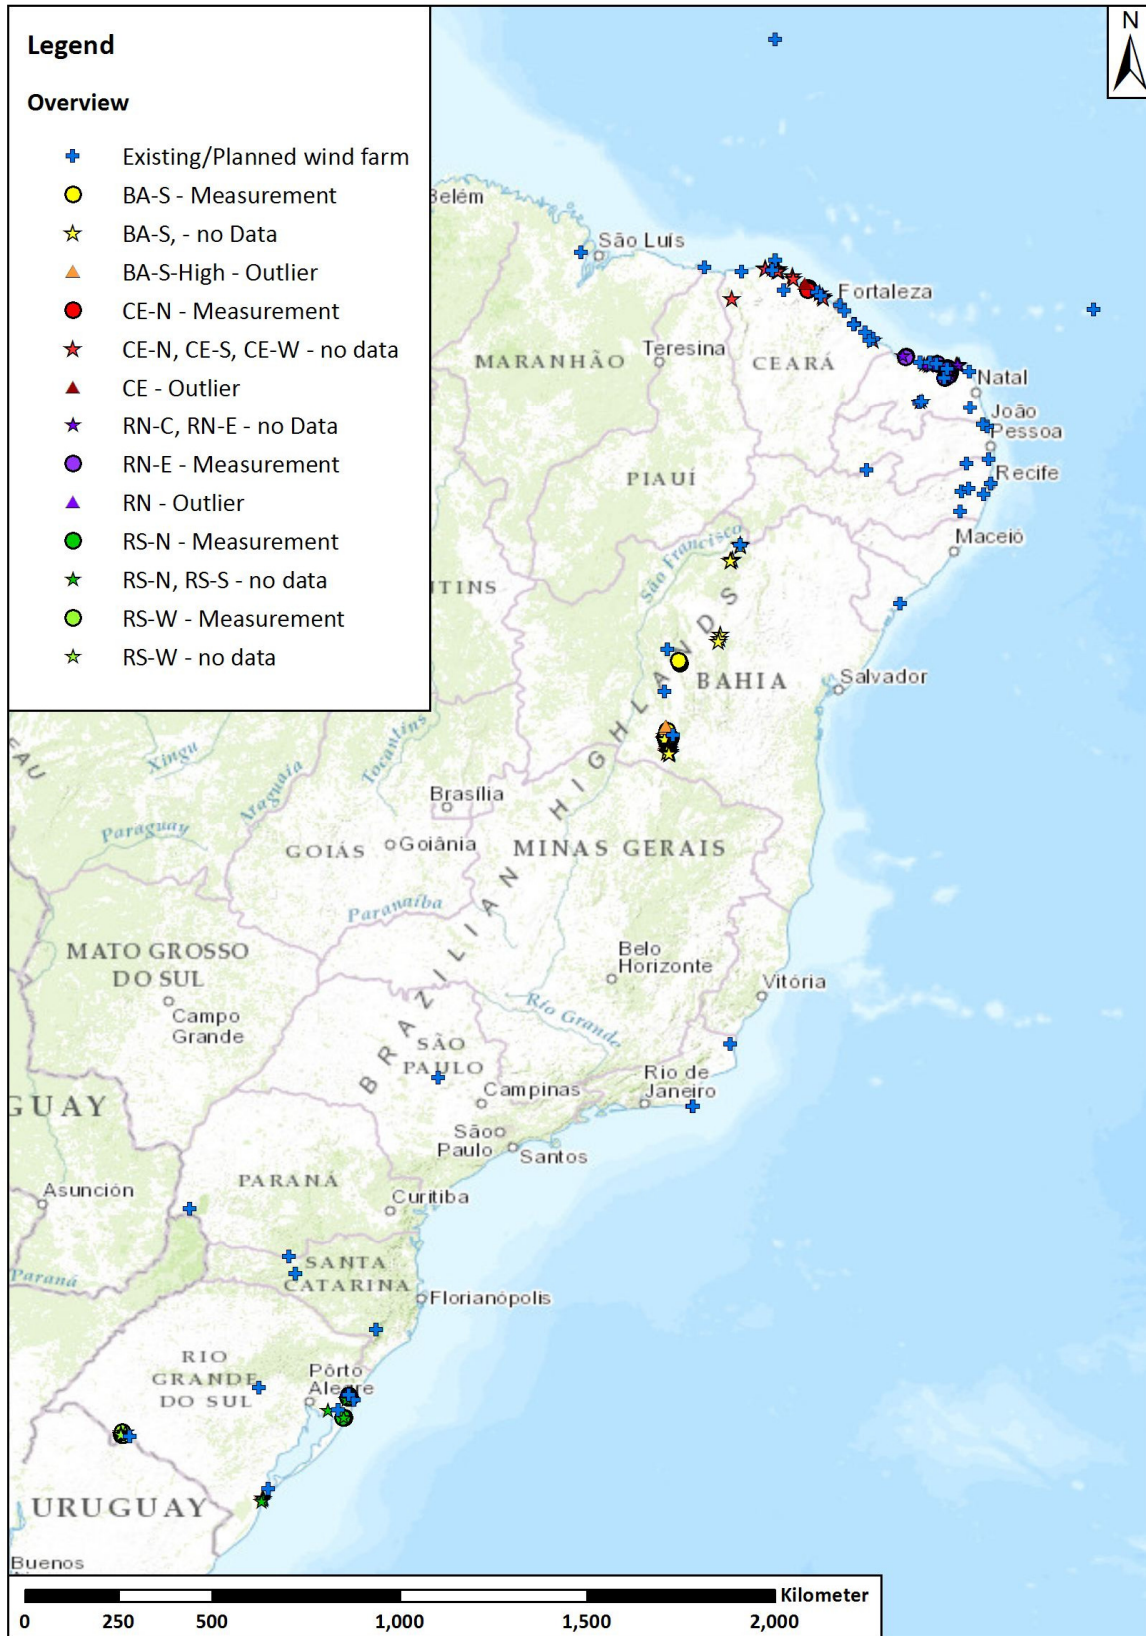 Legend
Overview
Existing/Planned wind farm
BA-S - Measurement
BA-S, - no Data
BA-S-High - Outlier
CE-N - Measurement
CE-N, CE-S, CE-W - no data
CE - Outlier
RN-C, RN-E - no Data
RN-E - Measurement
RN - Outlier
RS-N - Measurement
RS-N, RS-S - no data
RS-W - Measurement
RS-W - no data
N
Belém
São Luís
Fortaleza
MARANHÃO
Teresina
CEARÁ
Natal
João
Pessoa
PIAUÍ
Recife
São Francisco
Maceió
TINS
BAHIA
Salvador
BRAZILIAN HIGHLANDS
EAU
Xingu
Araguaia
Tocantins
Paraguay
Brasília
GOIÁS
Goiânia
MINAS GERAIS
Paranaíba
MATO GROSSO
DO SUL
Campo
Grande
Belo
Horizonte
Vitória
Rio Grande
SÃO
PAULO
Campinas
Rio de
Janeiro
GUAY
São
Paulo
Santos
Asunción
PARANÁ
Curitiba
Paraná
SANTA
CATARINA
Florianópolis
RIO
GRANDE
DO SUL
Pôrto
Alegre
URUGUAY
Buenos
Kilometer
0 250 500 1,000 1,500 2,000